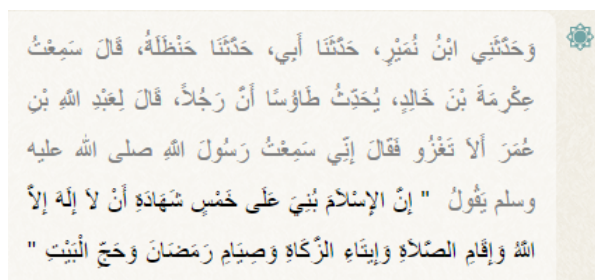 وَحَدَّثَنِي ابْنُ نُمَيْرٍ، حَدَّثَنَا أَبِي، حَدَّثَنَا حَنْظَلَةُ، قَالَ سَمِعْتُ
عِكْرِمَةَ بْنَ خَالِدٍ، يُحَدِّثُ طَاوُسًا أَنَّ رَجُلاً، قَالَ لِعَبْدِ اللَّهِ بْنِ
عُمَرَ أَلاَ تَغْزُو فَقَالَ إِنِّي سَمِعْتُ رَسُولَ اللَّهِ صلى الله عليه
وسلم يَقُولُ " إِنَّ الإِسْلاَمَ بُنِيَ عَلَى خَمْسٍ شَهَادَةِ أَنْ لاَ إِلَهَ إِلاَّ
اللَّهُ وَإِقَامِ الصَّلاَةِ وَإِيتَاءِ الزَّكَاةِ وَصِيَامِ رَمَضَانَ وَحَجِّ الْبَيْتِ "